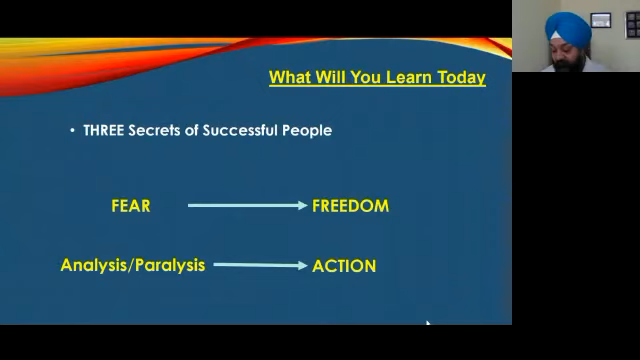 What Will You Learn Today
• THREE Secrets of Successful People
FEAR FREEDOM
Analysis/Paralysis ACTION